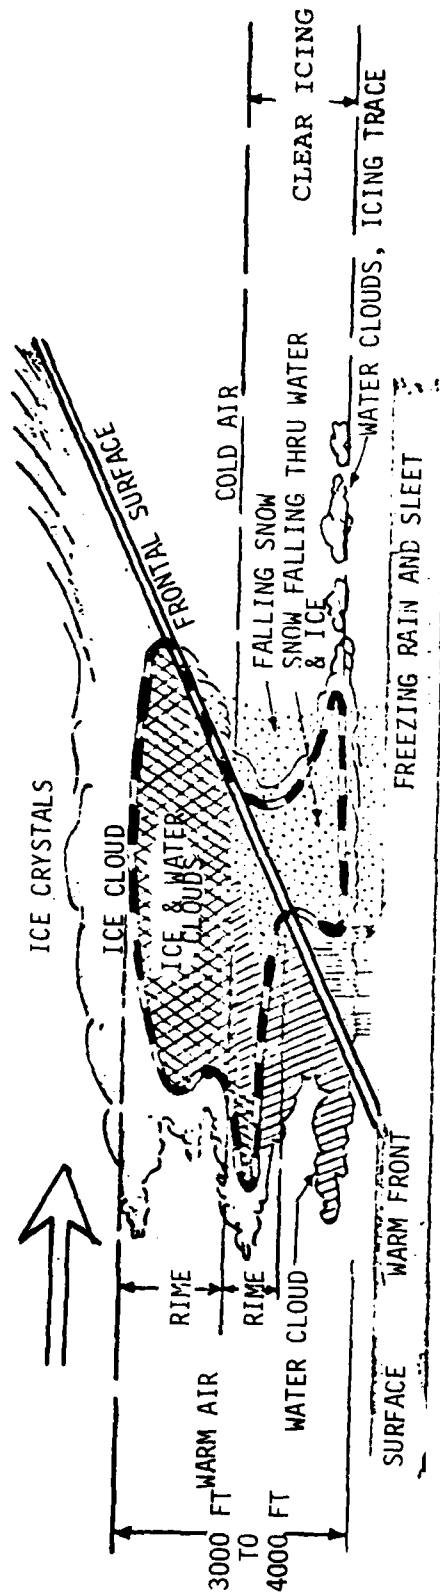 ICE CRYSTALS
ICE CLOUD
ICE & WATER
CLOUDS
FRONTAL SURFACE
COLD AIR
CLEAR ICING
FALLING SNOW
SNOW FALLING THRU WATER
& ICE
WATER CLOUDS, ICING TRACE
FREEZING RAIN AND SLEET
RIME
RIME
WARM AIR
WATER CLOUD
3000 FT
TO
4000 FT
SURFACE WARM FRONT